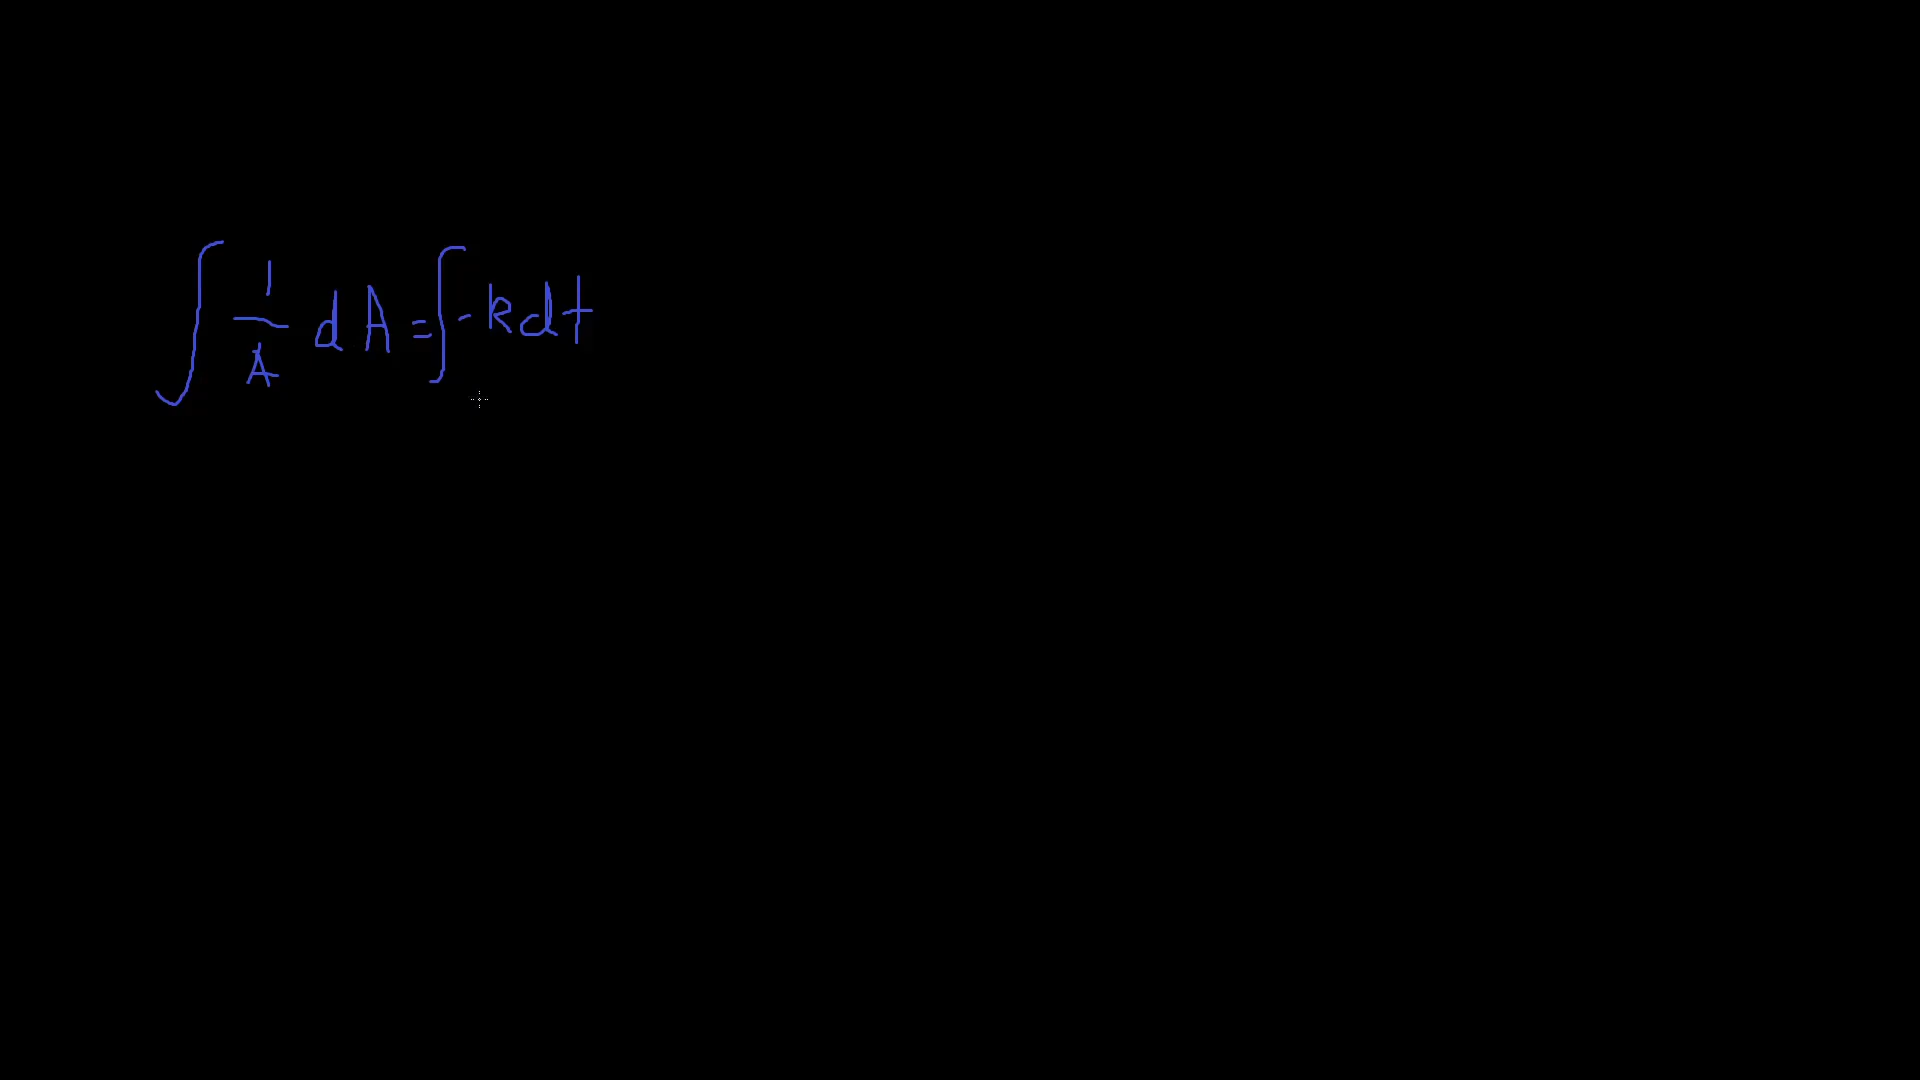 ∫ 1/A dA = ∫ -k dt